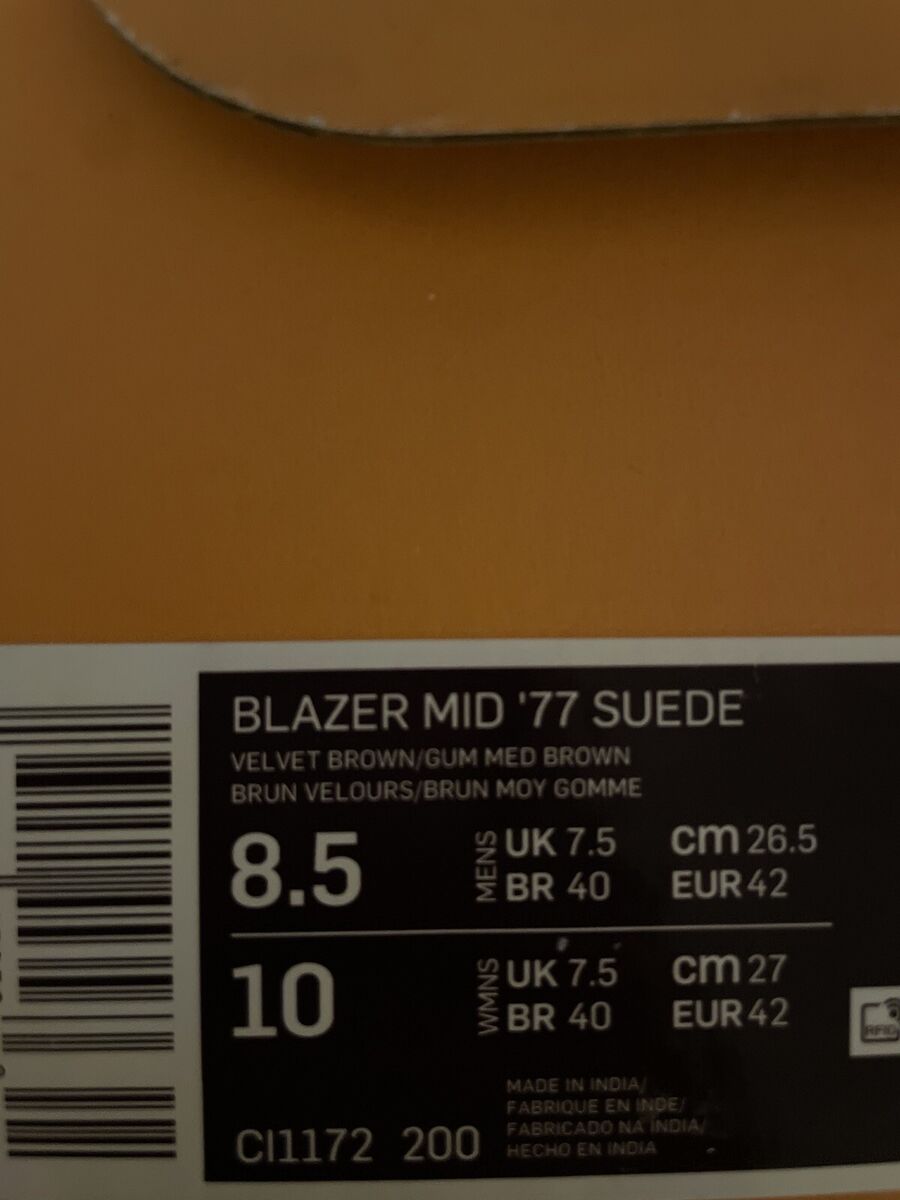 BLAZER MID '77 SUEDE
VELVET BROWN/GUM MED BROWN
BRUN VELOURS/BRUN MOY GOMME
8.5 MENS UK 7.5 cm 26.5
BR 40 EUR 42
10 WMNS UK 7.5 cm 27
BR 40 EUR 42
RFID
MADE IN INDIA/
FABRIQUE EN INDE/
FABRICADO NA INDIA/
HECHO EN INDIA
CI1172 200